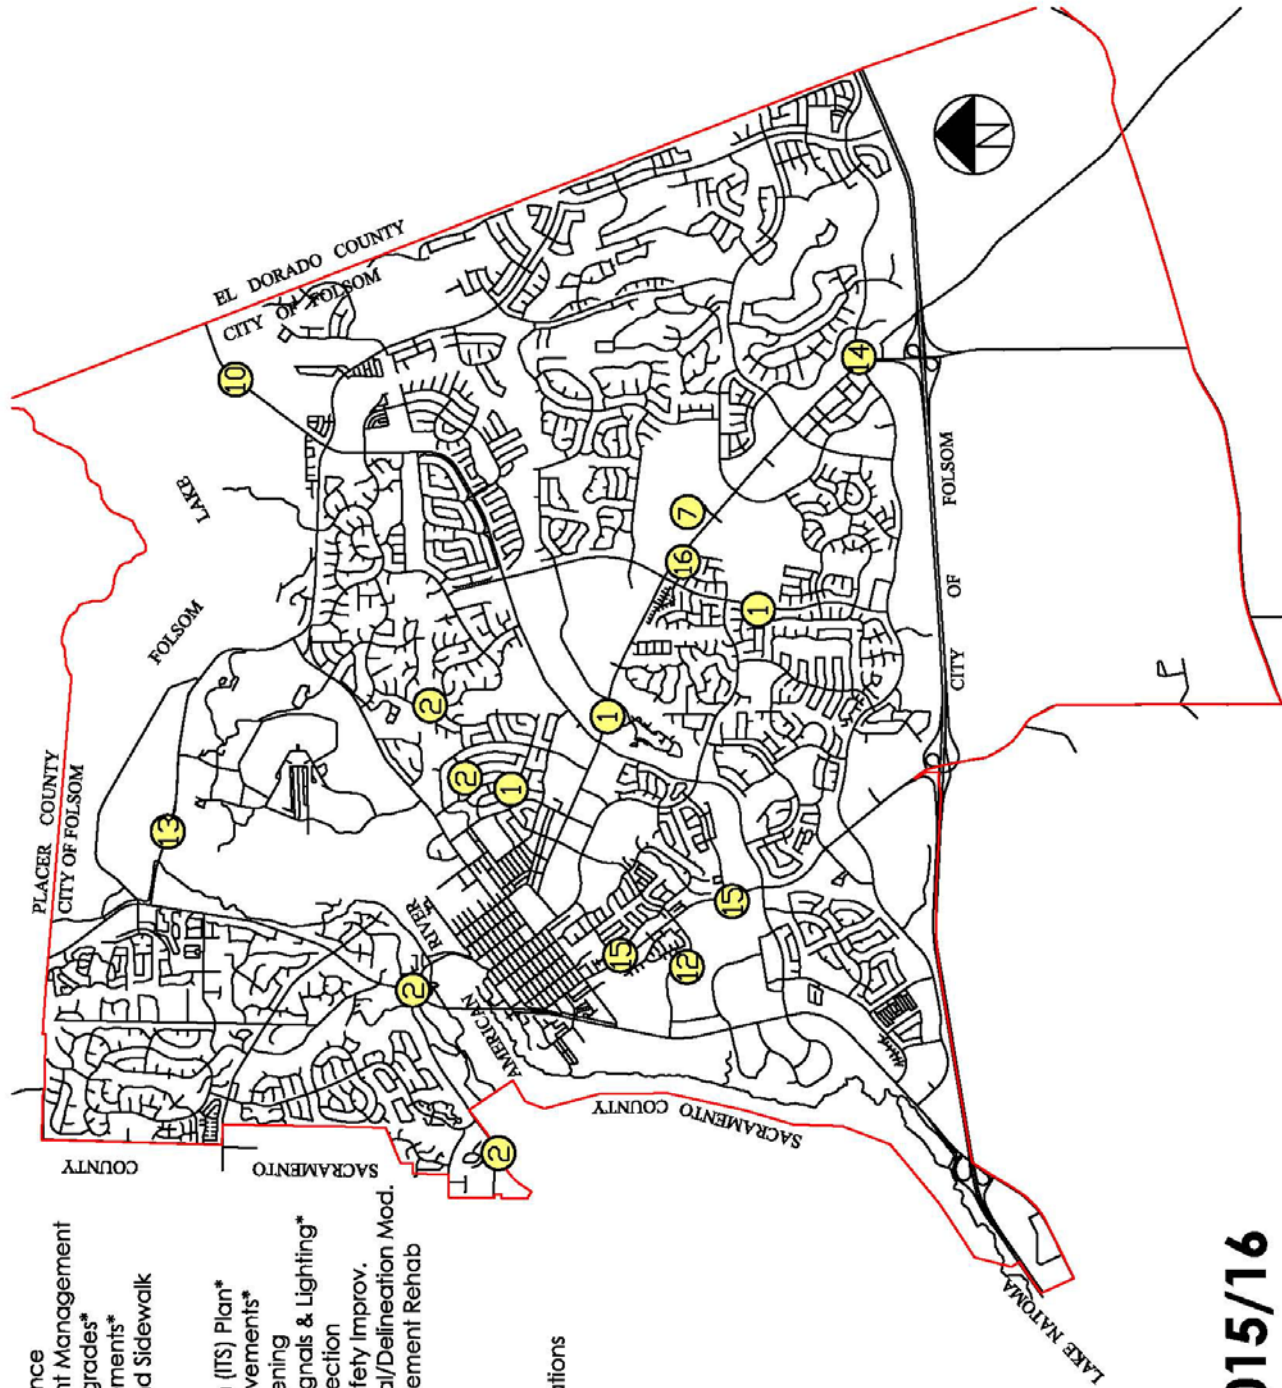 PLACER COUNTY
CITY OF FOLSOM
EL DORADO COUNTY
CITY OF FOLSOM
FOLSOM
LAKE
10
13
2
2
1
1
16
7
1
14
N
2
15
12
15
2
AMERICAN
RIVER
COUNTY
SACRAMENTO
SACRAMENTO COUNTY
CITY OF FOLSOM
LAKE NATOMA
nce
nt Management
grades*
ments*
d Sidewalk
(ITS) Plan*
vements*
ening
gnals & Lighting*
ection
fety Improv.
al/Delineation Mod.
ement Rehab
ations
015/16